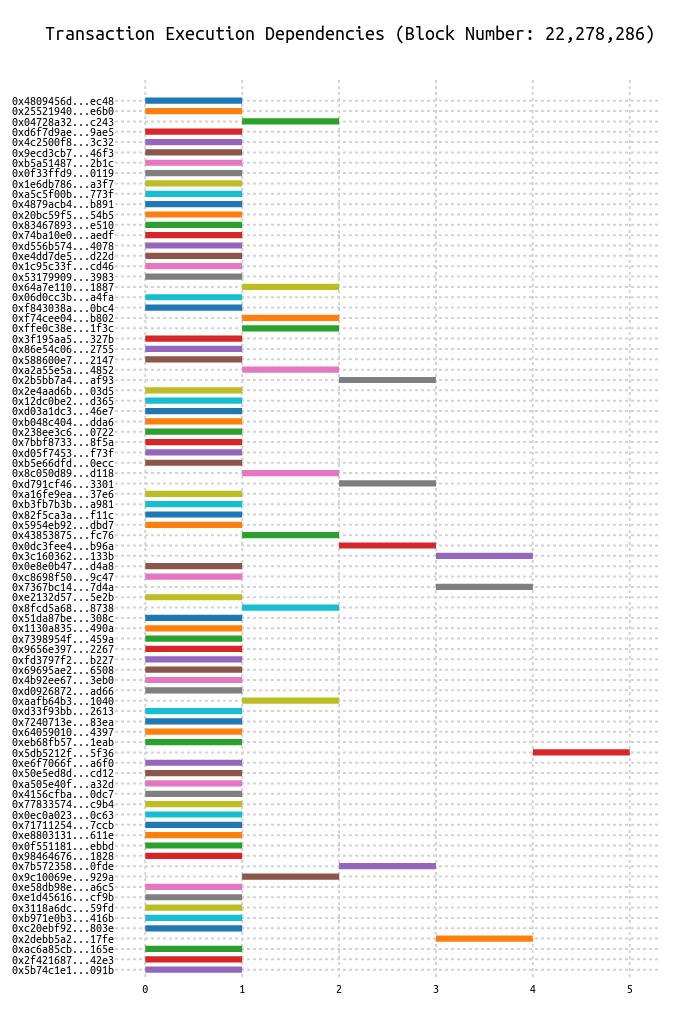 Transaction Execution Dependencies (Block Number: 22,278,286)
0x4809456d...ec48
0x25521940...e6b0
0x04728a32...c243
0xd6f7d9ae...9ae5
0x4c2500f8...3c32
0x9ecd3cb7...46f3
0xb5a51487...2b1c
0x0f33ffd9...0119
0x1e6db786...a3f7
0xa5c5f00b...773f
0x4879acb4...b891
0x20bc59f5...54b5
0x83467893...e510
0x74ba10e0...aedf
0xd556b574...4078
0xe4dd7de5...d22d
0x1c95c33f...cd46
0x53179909...3983
0x64a7e110...1887
0x06d0cc3b...a4fa
0xf843038a...0bc4
0xf74cee04...b802
0xffe0c38e...1f3c
0x3f195aa5...327b
0x86e54c06...2755
0x588600e7...2147
0xa2a55e5a...4852
0x2b5bb7a4...af93
0x2e4aad6b...03d5
0x12dc0be2...d365
0xd03a1dc3...46e7
0xb048c404...dda6
0x238ee3c6...0722
0x7bbf8733...8f5a
0xd05f7453...f73f
0xb5e66dfd...0ecc
0x8c050d89...d118
0xd791cf46...3301
0xa16fe9ea...37e6
0xb3fb7b3b...a981
0x82f5ca3a...f11c
0x5954eb92...dbd7
0x43853875...fc76
0x0dc3fee4...b96a
0x3c160362...133b
0x0e8e0b47...d4a8
0xc8698f50...9c47
0x7367bc14...7d4a
0xe2132d57...5e2b
0x8fcd5a68...8738
0x51da87be...308c
0x1130a835...490a
0x7398954f...459a
0x9656e397...2267
0xfd3797f2...b227
0x69695ae2...6508
0x4b92ee67...3eb0
0xd0926872...ad66
0xaafb64b3...1040
0xd33f93bb...2613
0x7240713e...83ea
0x64059010...4397
0xeb68fb57...1eab
0x5db5212f...5f36
0xe6f7066f...a6f0
0x50e5ed8d...cd12
0xa505e40f...a32d
0x4156cfba...0dc7
0x77833574...c9b4
0x0ec0a023...0c63
0x71711254...7ccb
0xe8803131...611e
0x0f551181...ebbd
0x98464676...1828
0x7b572358...0fde
0x9c10069e...929a
0xe58db98e...a6c5
0xe1d45616...cf9b
0x3118a6dc...59fd
0xb971e0b3...416b
0xc20ebf92...803e
0x2debb5a2...17fe
0xac6a85cb...165e
0x2f421687...42e3
0x5b74c1e1...091b
0 1 2 3 4 5